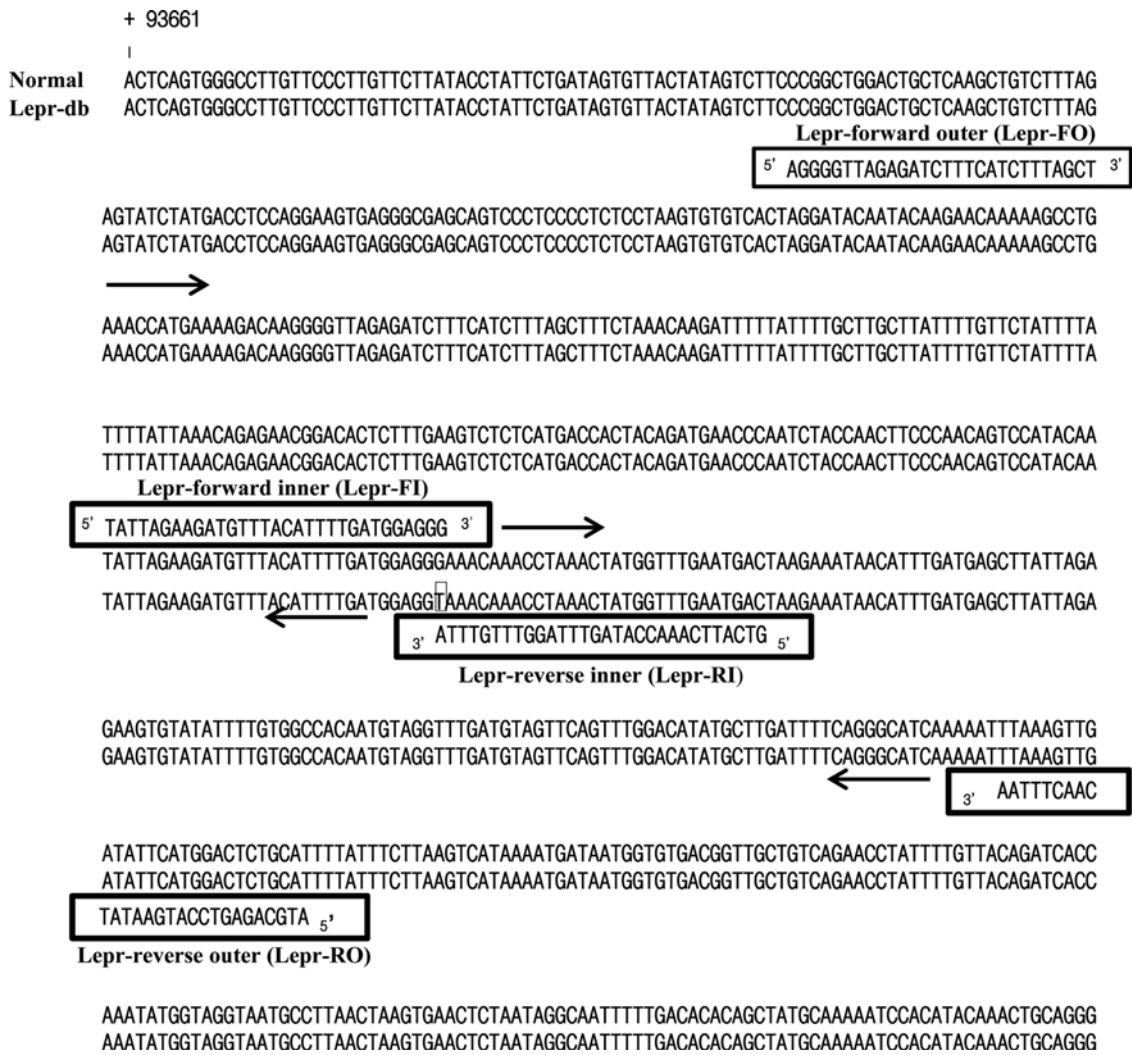 + 93661
Normal ACTCAGTGGGCCTTGTTCCCTTGTTCTTATACCTATTCTGATAGTGTTACTATAGTCTTCCCGGCTGGACTGCTCAAGCTGTCTTTAG
Lepr-db ACTCAGTGGGCCTTGTTCCCTTGTTCTTATACCTATTCTGATAGTGTTACTATAGTCTTCCCGGCTGGACTGCTCAAGCTGTCTTTAG
Lepr-forward outer (Lepr-FO)
5' AGGGGTTAGAGATCTTTCATCTTTAGCT 3'
AGTATCTATGACCTCCAGGAAGTGAGGGCGAGCAGTCCCTCCCCTCTCCTAAGTGTGTCACTAGGATACAATACAAGAACAAAAAGCCTG
AGTATCTATGACCTCCAGGAAGTGAGGGCGAGCAGTCCCTCCCCTCTCCTAAGTGTGTCACTAGGATACAATACAAGAACAAAAAGCCTG
AAACCATGAAAAGACAAGGGGTTAGAGATCTTTCATCTTTAGCTTTCTAAACAAGATTTTTATTTTGCTTGCTTATTTTGTTCTATTTTA
AAACCATGAAAAGACAAGGGGTTAGAGATCTTTCATCTTTAGCTTTCTAAACAAGATTTTTATTTTGCTTGCTTATTTTGTTCTATTTTA
TTTTATTAAACAGAGAACGGACACTCTTTGAAGTCTCTCATGACCACTACAGATGAACCCAATCTACCAACTTCCCAACAGTCCATACAA
TTTTATTAAACAGAGAACGGACACTCTTTGAAGTCTCTCATGACCACTACAGATGAACCCAATCTACCAACTTCCCAACAGTCCATACAA
Lepr-forward inner (Lepr-FI)
5' TATTAGAAGATGTTTACATTTTGATGGAGGG 3'
TATTAGAAGATGTTTACATTTTGATGGAGGGAAACAAACCTAAACTATGGTTTGAATGACTAAGAAATAACATTTGATGAGCTTATTAGA
TATTAGAAGATGTTTACATTTTGATGGAGGTAAACAAACCTAAACTATGGTTTGAATGACTAAGAAATAACATTTGATGAGCTTATTAGA
3' ATTTGTTTGGATTTGATACCAAACTTACTG 5'
Lepr-reverse inner (Lepr-RI)
GAAGTGTATATTTTGTGGCCACAATGTAGGTTTGATGTAGTTCAGTTTGGACATATGCTTGATTTTCAGGGCATCAAAAATTTAAAGTTG
GAAGTGTATATTTTGTGGCCACAATGTAGGTTTGATGTAGTTCAGTTTGGACATATGCTTGATTTTCAGGGCATCAAAAATTTAAAGTTG
3' AATTTCAAC
ATATTCATGGACTCTGCATTTTATTTCTTAAGTCATAAAATGATAATGGTGTGACGGTTGCTGTCAGAACCTATTTTGTTACAGATCACC
ATATTCATGGACTCTGCATTTTATTTCTTAAGTCATAAAATGATAATGGTGTGACGGTTGCTGTCAGAACCTATTTTGTTACAGATCACC
TATAAGTACCTGAGACGTA 5'
Lepr-reverse outer (Lepr-RO)
AAATATGGTAGGTAATGCCTTAACTAAGTGAACTCTAATAGGCAATTTTTGACACACAGCTATGCAAAAATCCACATACAAACTGCAGGG
AAATATGGTAGGTAATGCCTTAACTAAGTGAACTCTAATAGGCAATTTTTGACACACAGCTATGCAAAAATCCACATACAAACTGCAGGG